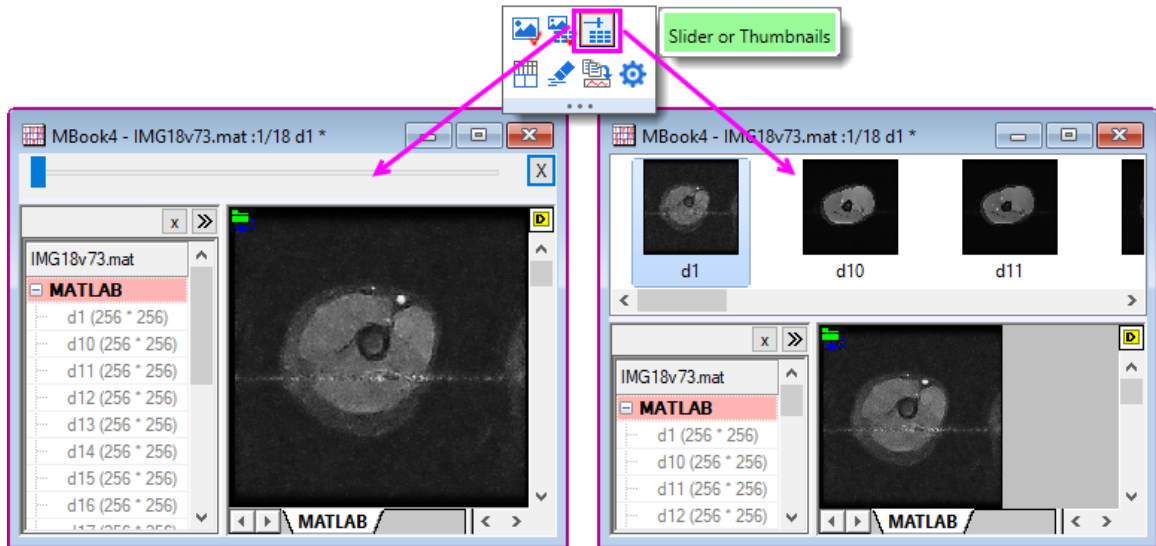 Slider or Thumbnails
MBook4 - IMG18v73.mat :1/18 d1 *
X
x
IMG18v73.mat
MATLAB
d1 (256 * 256)
d10 (256 * 256)
d11 (256 * 256)
d12 (256 * 256)
d13 (256 * 256)
d14 (256 * 256)
d15 (256 * 256)
d16 (256 * 256)
d17 (256 * 256)
D
MATLAB
MBook4 - IMG18v73.mat :1/18 d1 *
d1
d10
d11
x
IMG18v73.mat
MATLAB
d1 (256 * 256)
d10 (256 * 256)
d11 (256 * 256)
d12 (256 * 256)
D
MATLAB